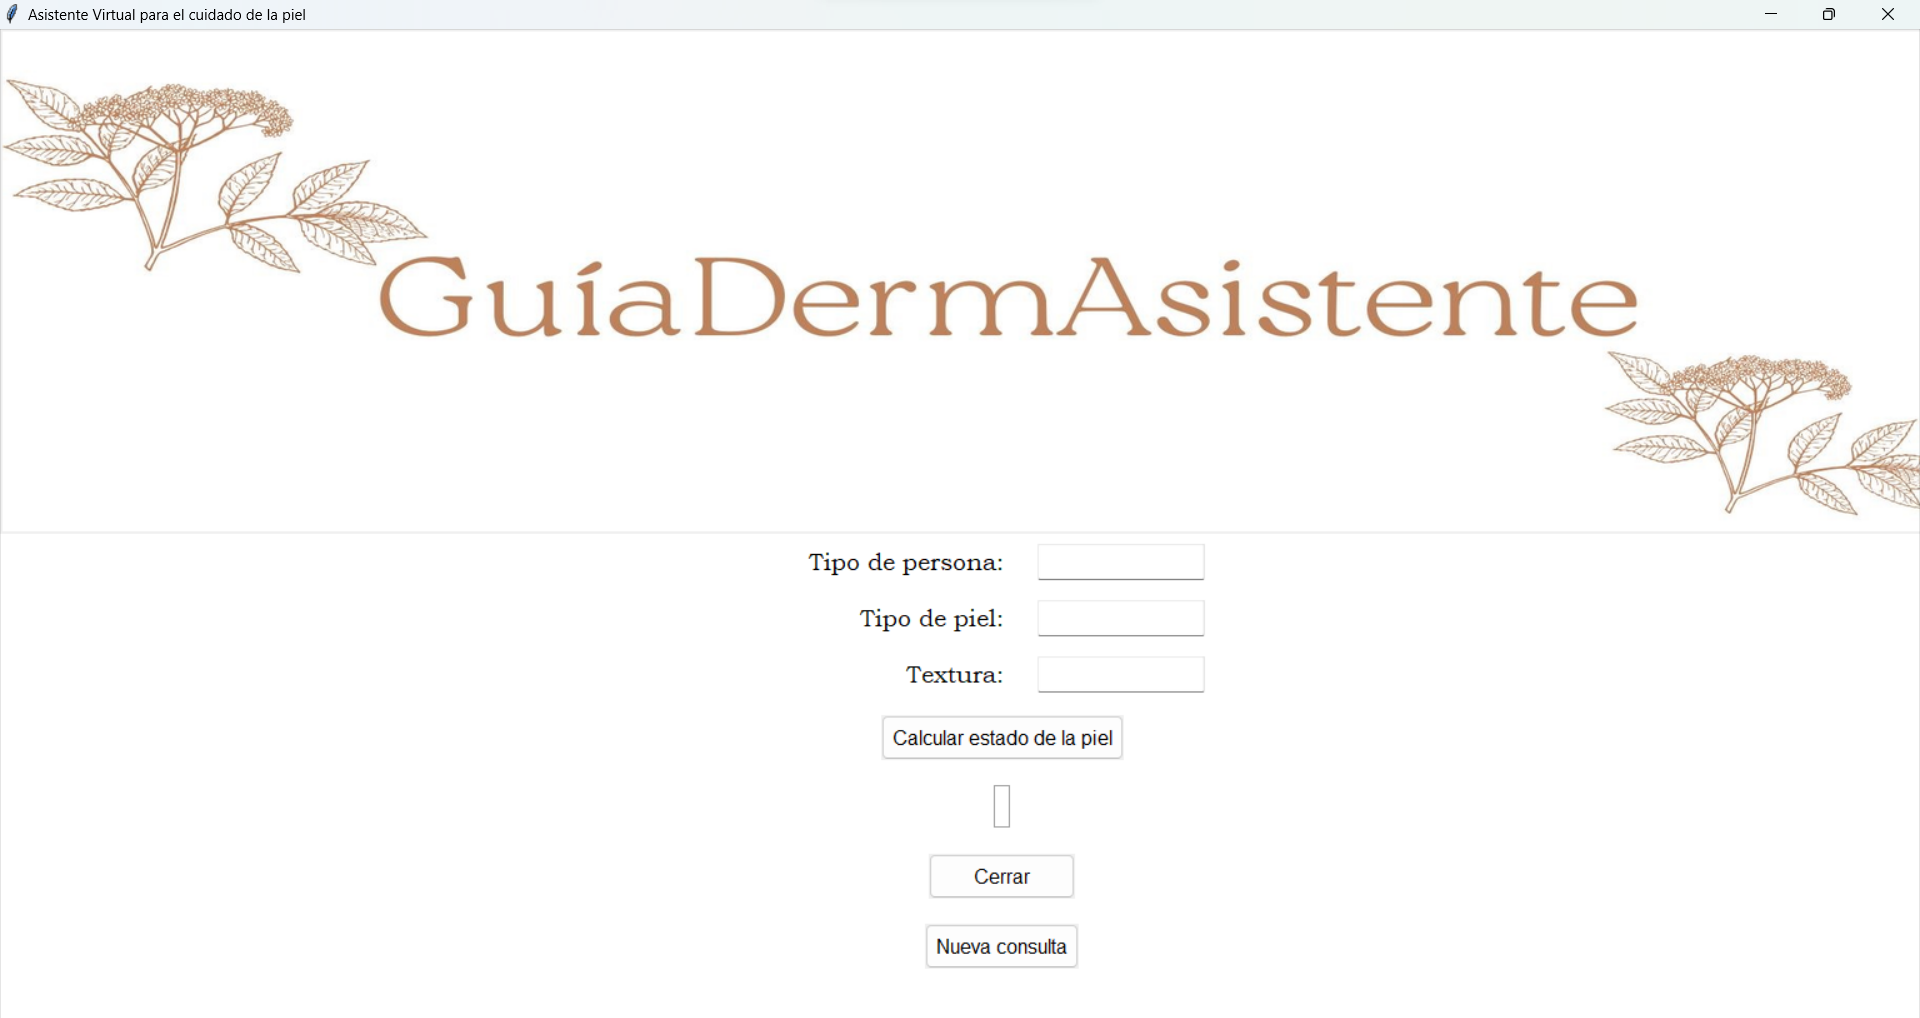 Asistente Virtual para el cuidado de la piel
GuíaDermAsistente
Tipo de persona:
Tipo de piel:
Textura:
Calcular estado de la piel
Cerrar
Nueva consulta